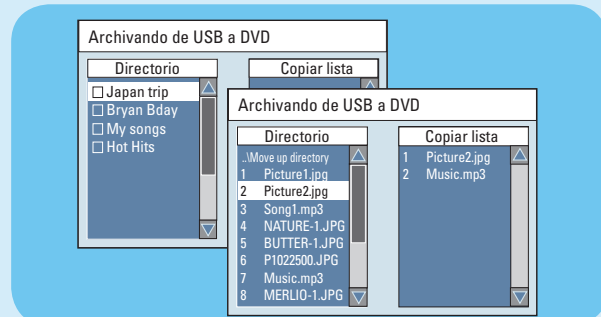 Archivando de USB a DVD
Directorio
Copiar lista
Japan trip
Bryan Bday
My songs
Hot Hits
Archivando de USB a DVD
Directorio
Copiar lista
..\Move up directory
1 Picture1.jpg
2 Picture2.jpg
3 Song1.mp3
4 NATURE-1.JPG
5 BUTTER-1.JPG
6 P1022500.JPG
7 Music.mp3
8 MERLIO-1.JPG
1 Picture2.jpg
2 Music.mp3